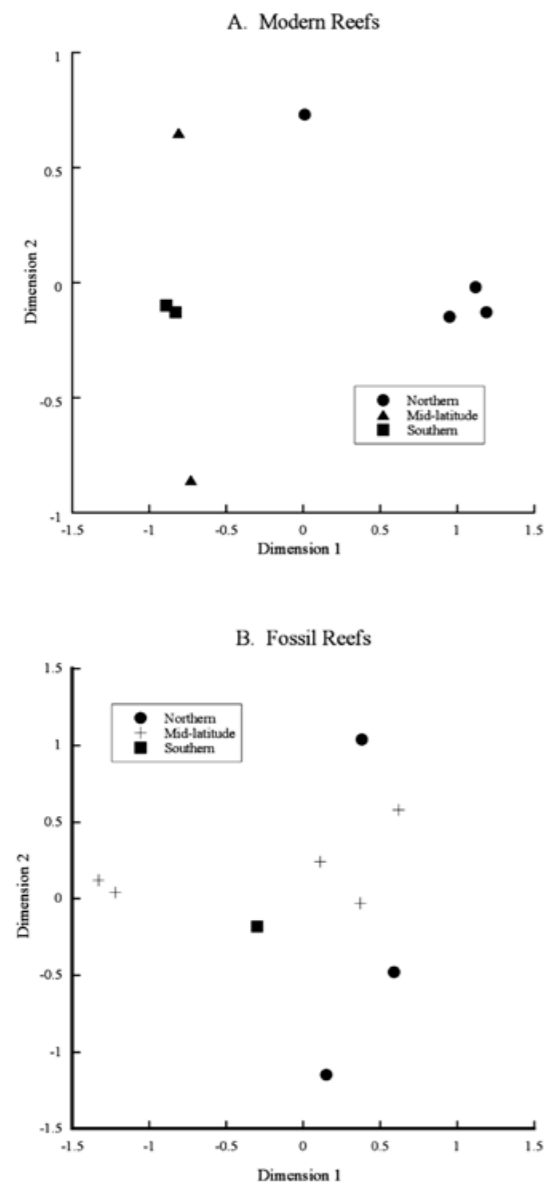 A. Modern Reefs
1
0.5
0
-0.5
-1
Dimension 2
Northern
Mid-latitude
Southern
-1.5 -1 -0.5 0 0.5 1 1.5
Dimension 1
B. Fossil Reefs
1.5
1
0.5
0
-0.5
-1
-1.5
Dimension 2
Northern
Mid-latitude
Southern
-1.5 -1 -0.5 0 0.5 1 1.5
Dimension 1